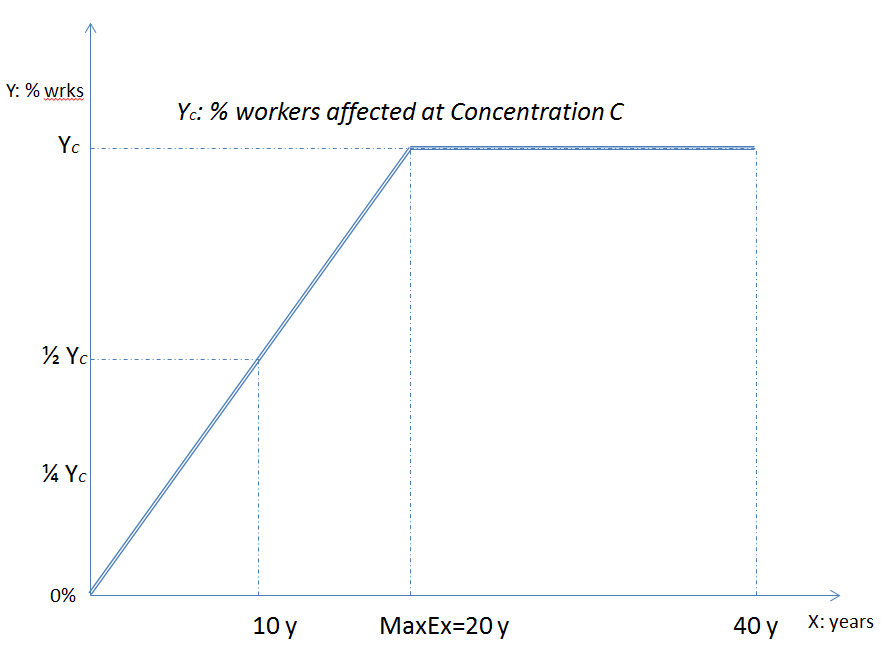 Y: % wrks
Yc: % workers affected at Concentration C
Yc
½ Yc
¼ Yc
0%
10 y
MaxEx=20 y
40 y
X: years